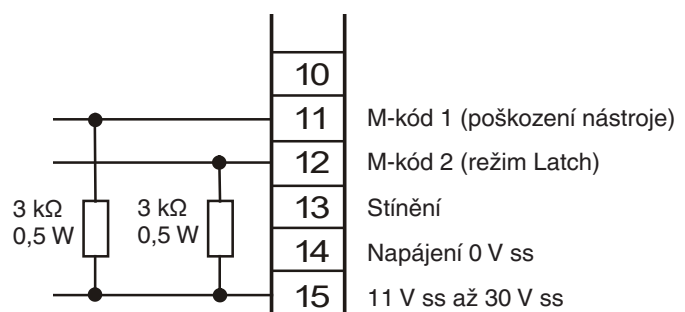 10
11 M-kód 1 (poškození nástroje)
12 M-kód 2 (režim Latch)
3 kΩ 3 kΩ 13 Stínění
0,5 W 0,5 W
14 Napájení 0 V ss
15 11 V ss až 30 V ss